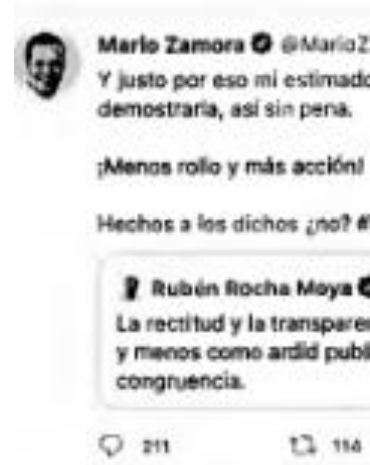 Mario Zamora @MarioZ
Y justo por eso mi estimado
demostraría, así sin pena.
¡Menos rollo y más acción!
Hechos a los dichos ¿no? #
Rubén Rocha Moya
La rectitud y la transparen
y menos como ardid publi
congruencia.
211 114